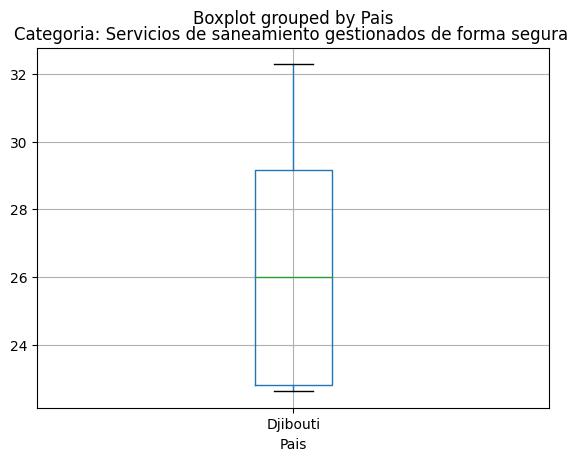 Boxplot grouped by Pais
Categoria: Servicios de saneamiento gestionados de forma segura
32
30
28
26
24
Djibouti
Pais